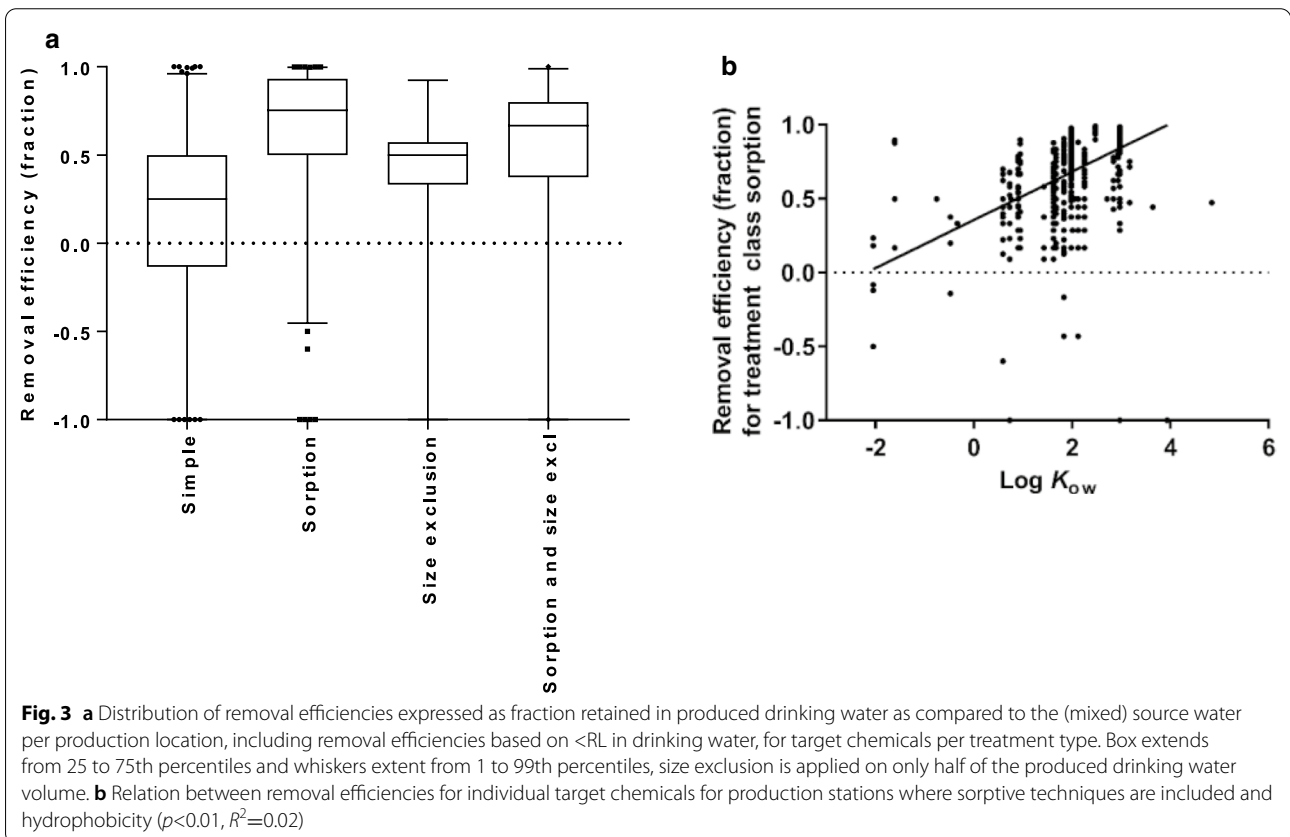 a
Removal efficiency (fraction)
1.0
0.5
0.0
-0.5
-1.0
Simple
Sorption
Size exclusion
Sorption and size excl
b
Removal efficiency (fraction)
for treatment class sorption
1.0
0.5
0.0
-0.5
-1.0
-2 0 2 4 6
Log Kow
Fig. 3 a Distribution of removal efficiencies expressed as fraction retained in produced drinking water as compared to the (mixed) source water
per production location, including removal efficiencies based on <RL in drinking water, for target chemicals per treatment type. Box extends
from 25 to 75th percentiles and whiskers extent from 1 to 99th percentiles, size exclusion is applied on only half of the produced drinking water
volume. b Relation between removal efficiencies for individual target chemicals for production stations where sorptive techniques are included and
hydrophobicity (p<0.01, R²=0.02)